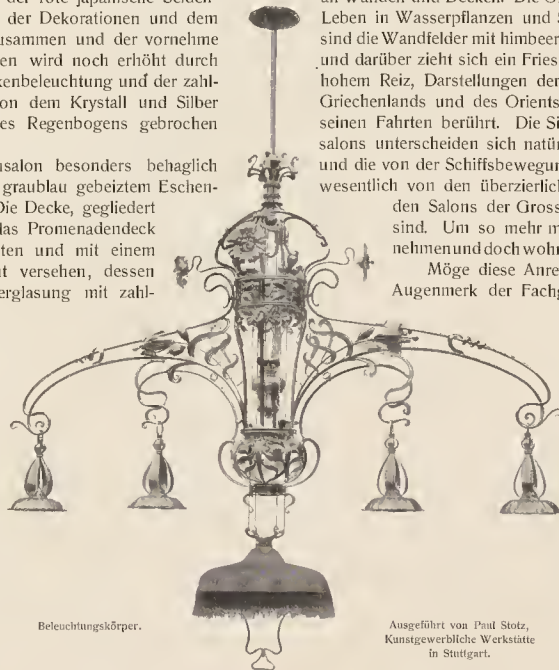 der rote japanische Seiden-
der Dekorationen und dem
usammen und der vornehme
en wird noch erhöht durch
kenbeleuchtung und der zahl-
on dem Krystall und Silber
es Regenbogens gebrochen
nsalon besonders behaglich
graublau gebeiztem Eschen-
Die Decke, gegliedert
das Promenadendeck
ten und mit einem
ut versehen, dessen
erglasung mit zahl-
an Wänden und Decken. Die O
Leben in Wasserpflanzen und
sind die Wandfelder mit himbeer
und darüber zieht sich ein Fries
hohem Reiz, Darstellungen der
Griechenlands und des Orients
seinen Fahrten berührt. Die Si
salons unterscheiden sich natür
und die von der Schiffsbewegun
wesentlich von den überzierlich
den Salons der Gross
sind. Um so mehr m
nehmen und doch wohn
Möge diese Anre
Augenmerk der Fachg
Beleuchtungskörper.
Ausgeführt von Paul Stotz,
Kunstgewerbliche Werkstätte
in Stuttgart.